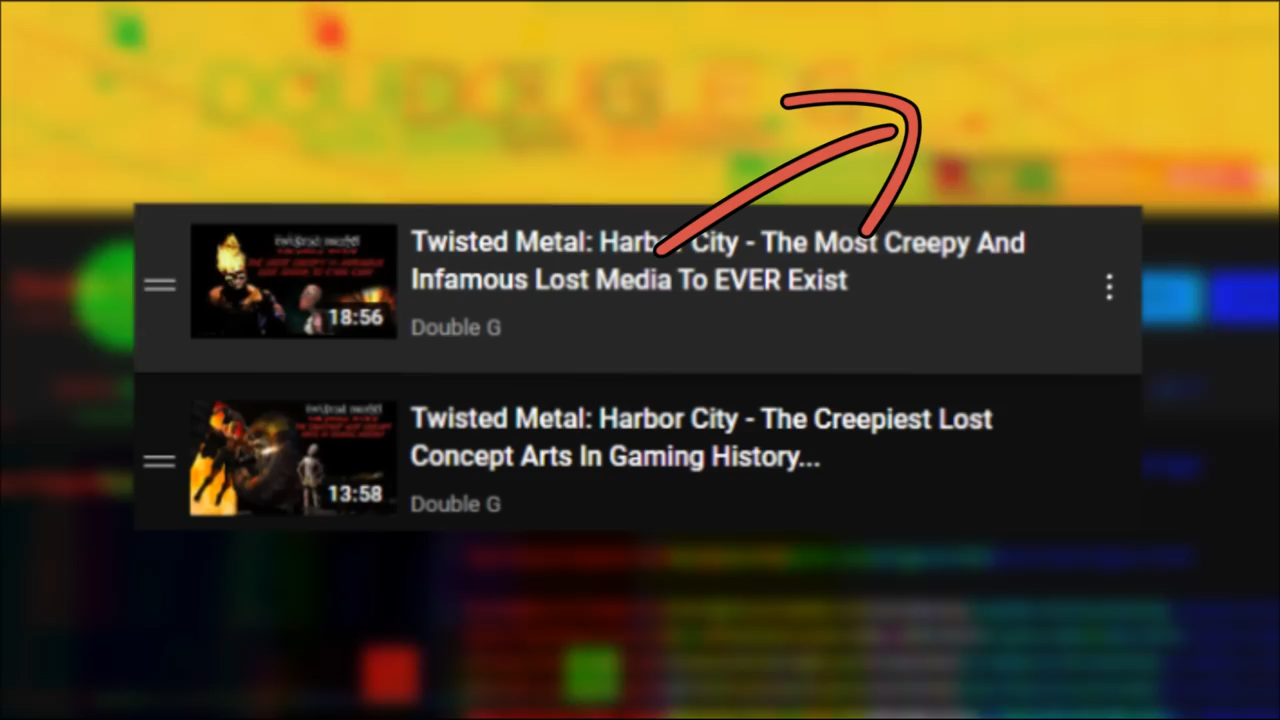 Twisted Metal: Harbor City - The Most Creepy And
Infamous Lost Media To EVER Exist
18:56
Double G
Twisted Metal: Harbor City - The Creepiest Lost
Concept Arts In Gaming History...
13:58
Double G